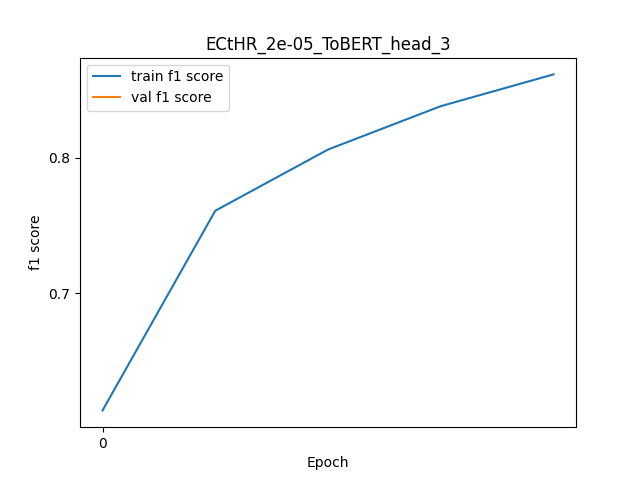 ECtHR_2e-05_ToBERT_head_3
train f1 score
val f1 score
0.8
0.7
f1 score
0
Epoch